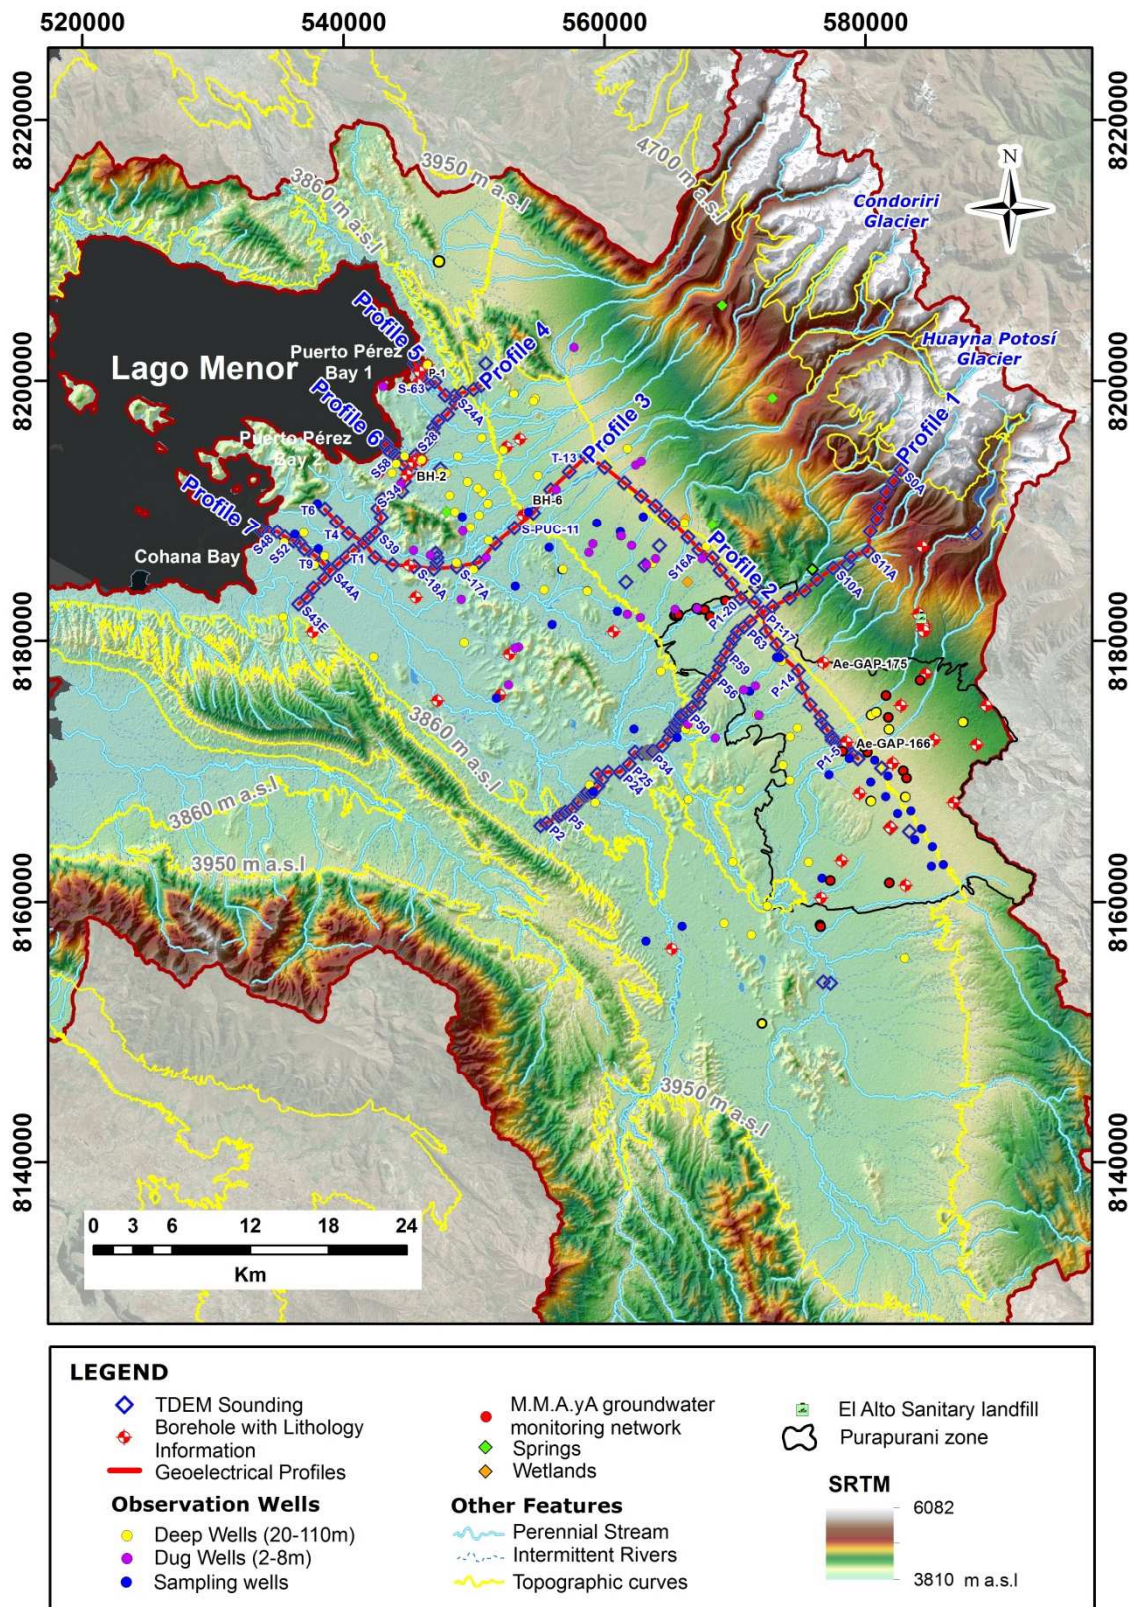 520000
540000
560000
580000
8220000
8220000
3950 m a.s.l
4700 m a.s.l
3860 m a.s.l
N
Condoriri
Glacier
Huayna Potosí
Glacier
8200000
8200000
Profile 5
Profile 4
Puerto Pérez
Bay 1
P-1
S-63
Lago Menor
S24A
Profile 3
Profile 1
Profile 6
S28A
Puerto Pérez
S58
T-13
S0A
BH-2
S-34
BH-6
Profile 7
T6
S-PUC-11
S48
T4
S39
S52
T1
Profile 2
S11A
Cohana Bay
T9
S-18A
S-17A
S16A
S10A
S44A
S43E
P1-20
P1-17
8180000
8180000
P63
P59
Ae-GAP-175
P-14
P56
P50
Ae-GAP-166
P1-5
P34
P25
P24
3860 m a.s.l
P5
P2
3860 m a.s.l
3950 m a.s.l
8160000
8160000
3950 m a.s.l
8140000
8140000
0 3 6 12 18 24
Km
LEGEND
TDEM Sounding
Borehole with Lithology
Information
Geoelectrical Profiles
M.M.A.yA groundwater
monitoring network
Springs
Wetlands
El Alto Sanitary landfill
Purapurani zone
Observation Wells
Deep Wells (20-110m)
Dug Wells (2-8m)
Sampling wells
Other Features
Perennial Stream
Intermittent Rivers
Topographic curves
SRTM
6082
3810 m a.s.l